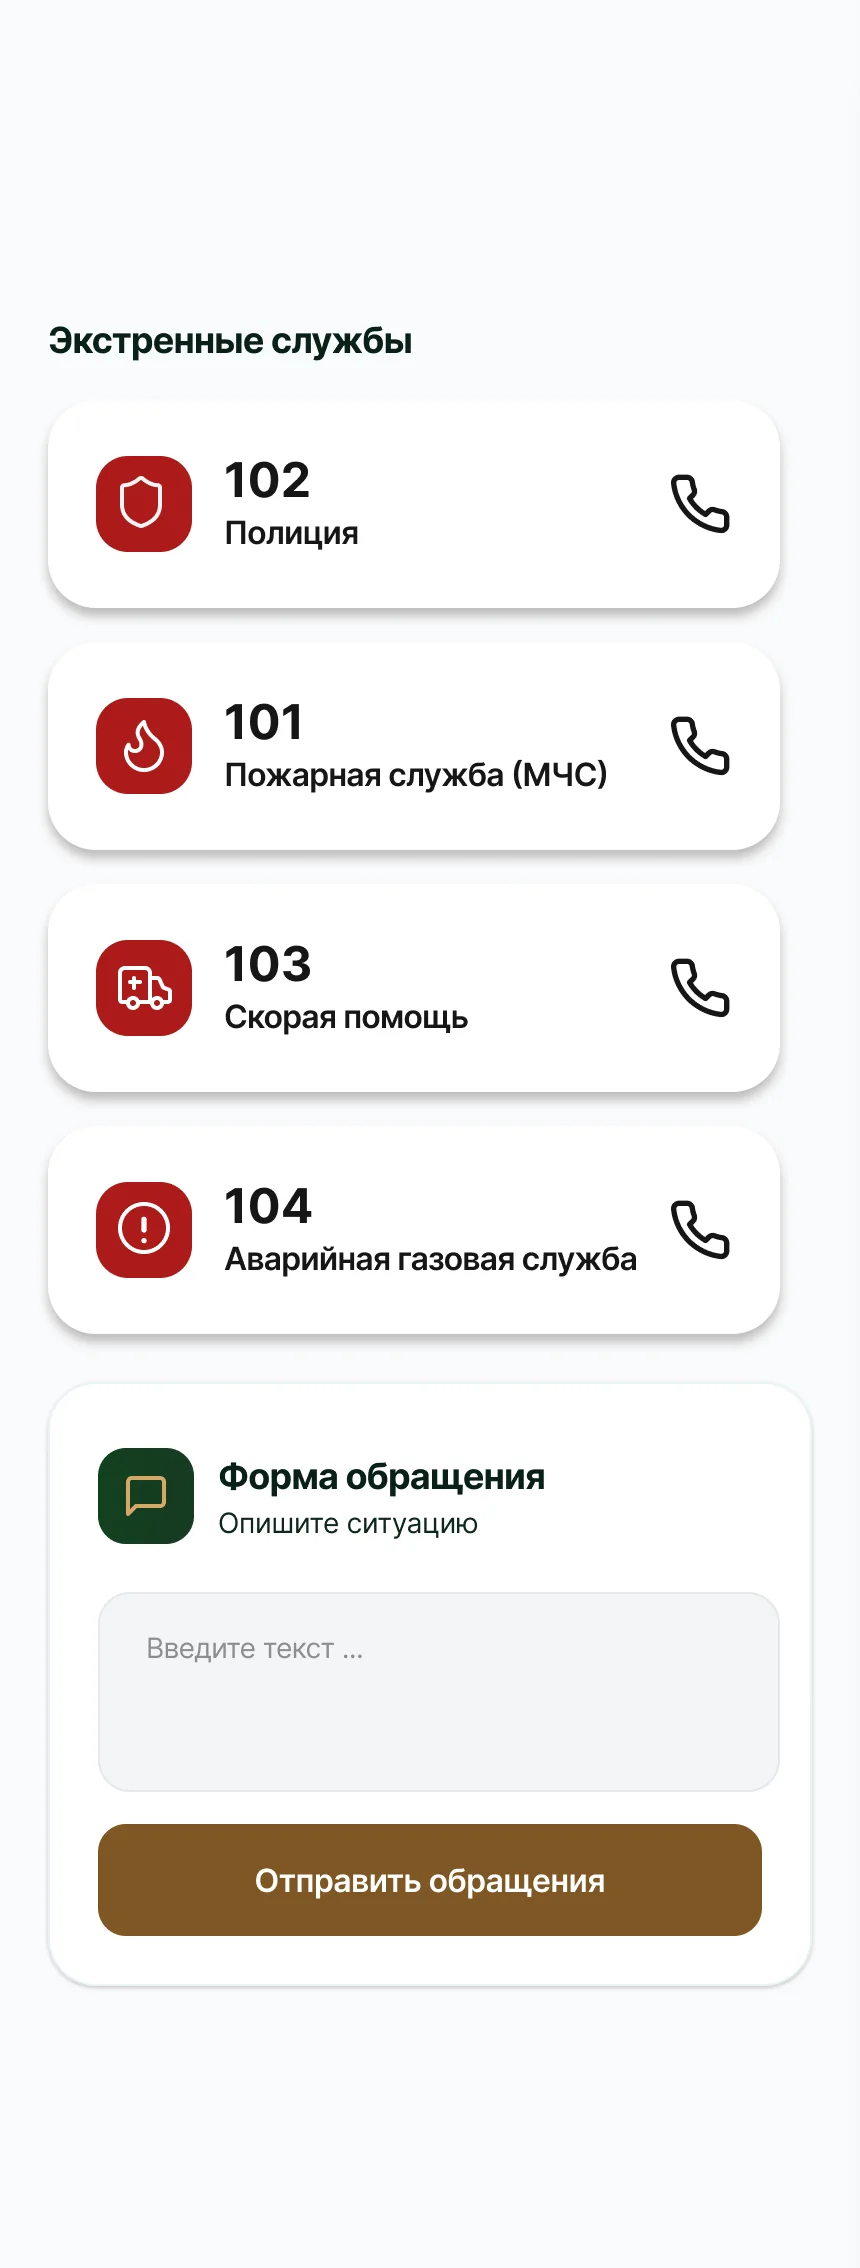 Экстренные службы
102
Полиция
101
Пожарная служба (МЧС)
103
Скорая помощь
104
Аварийная газовая служба
Форма обращения
Опишите ситуацию
Введите текст ...
Отправить обращения